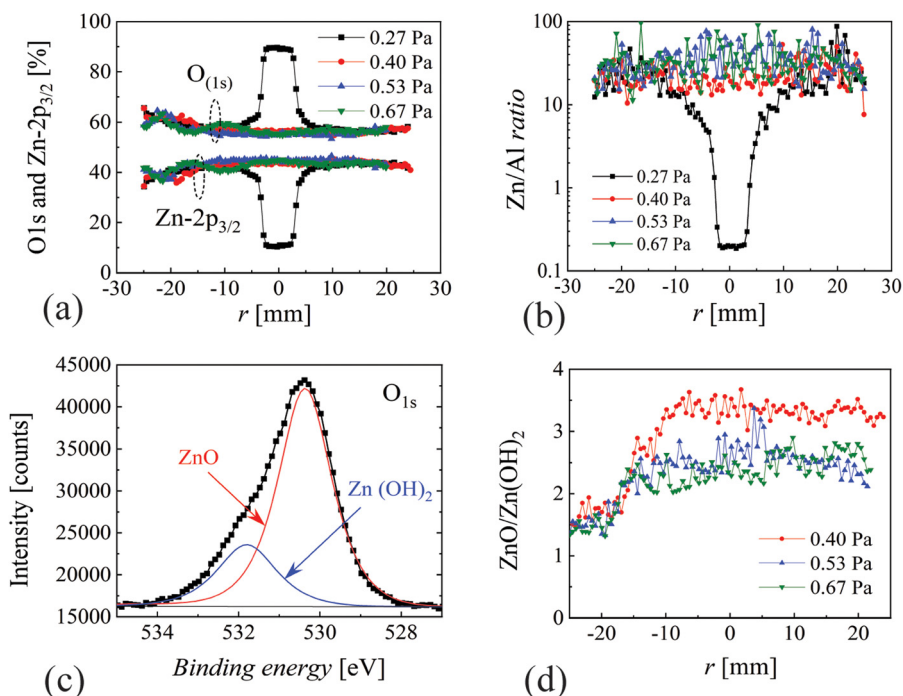 O1s and Zn-2p3/2 [%]
100
80
60
40
20
0
O(1s)
Zn-2p3/2
0.27 Pa
0.40 Pa
0.53 Pa
0.67 Pa
-30 -20 -10 0 10 20 30
r [mm]
(a)
Zn/Al ratio
100
10
1
0.1
0.27 Pa
0.40 Pa
0.53 Pa
0.67 Pa
-30 -20 -10 0 10 20 30
r [mm]
(b)
Intensity [counts]
45000
40000
35000
30000
25000
20000
15000
O1s
ZnO
Zn (OH)2
534 532 530 528
Binding energy [eV]
(c)
ZnO/Zn(OH)2
4
3
2
1
0
0.40 Pa
0.53 Pa
0.67 Pa
-20 -10 0 10 20
r [mm]
(d)